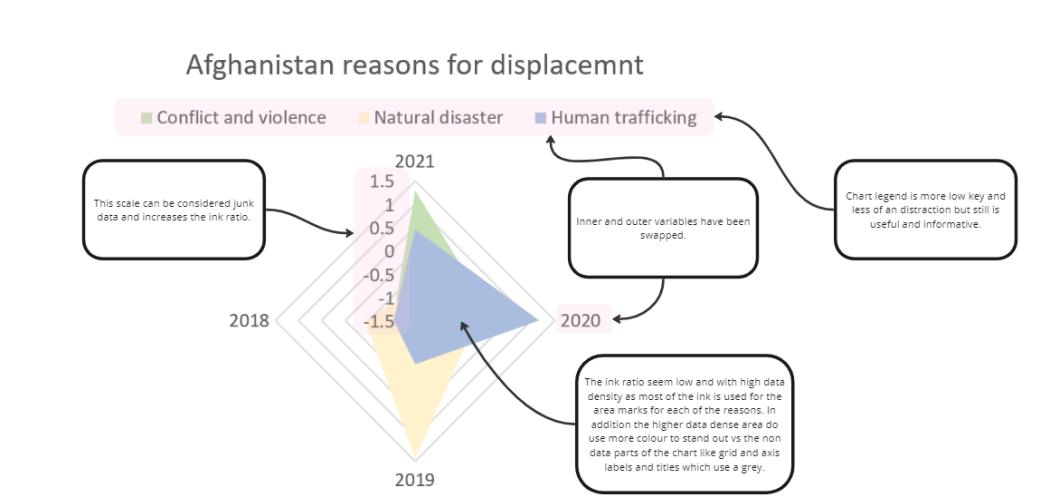 Afghanistan reasons for displacemnt
Conflict and violence Natural disaster Human trafficking
2021
1.5
1
0.5
0
-0.5
-1
-1.5
2018
2020
2019
This scale can be considered junk
data and increases the ink ratio.
Inner and outer variables have been
swapped.
Chart legend is more low key and
less of an distraction but still is
useful and informative.
The ink ratio seem low and with high data
density as most of the ink is used for the
area marks for each of the reasons. In
addition the higher data dense area do
use more colour to stand out vs the non
data parts of the chart like grid and axis
labels and titles which use a grey.